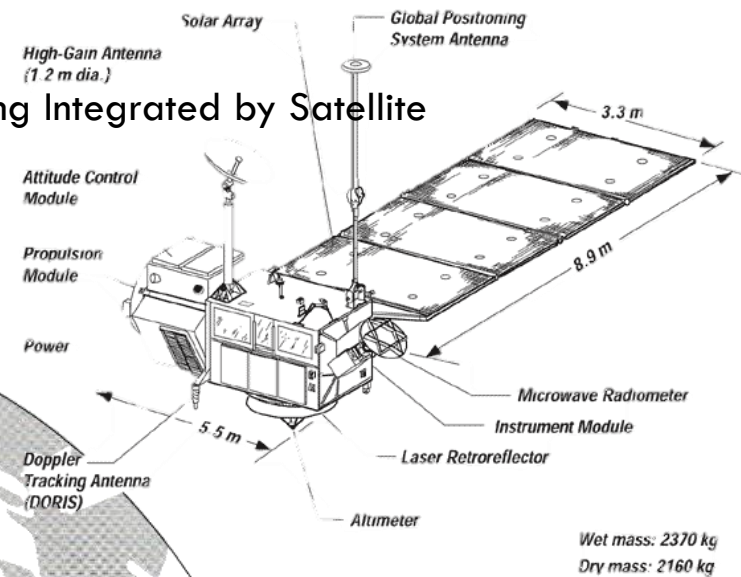 Solar Array
Global Positioning
System Antenna
High-Gain Antenna
(1.2 m dia.)
ng Integrated by Satellite
3.3 m
Attitude Control
Module
Propulsion
Module
8.9 m
Power
Microwave Radiometer
Instrument Module
5.5 m
Laser Retroreflector
Doppler
Tracking Antenna
(DORIS)
Altimeter
Wet mass: 2370 kg
Dry mass: 2160 kg